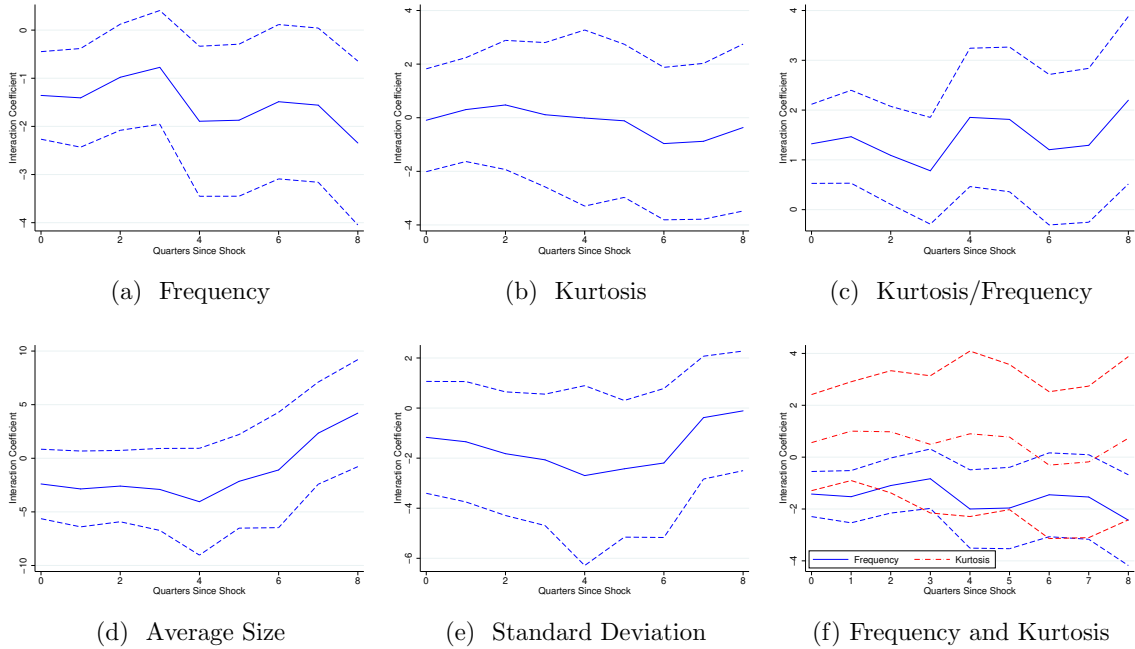 Interaction Coefficient
0
−1
−2
−3
−4
0 2 4 6 8
Quarters Since Shock
(a) Frequency
Interaction Coefficient
4
2
0
−2
−4
0 2 4 6 8
Quarters Since Shock
(b) Kurtosis
Interaction Coefficient
4
3
2
1
0
0 2 4 6 8
Quarters Since Shock
(c) Kurtosis/Frequency
Interaction Coefficient
10
5
0
−5
−10
0 2 4 6 8
Quarters Since Shock
(d) Average Size
Interaction Coefficient
2
0
−2
−4
−6
0 2 4 6 8
Quarters Since Shock
(e) Standard Deviation
Interaction Coefficient
4
2
0
−2
−4
Frequency Kurtosis
0 1 2 3 4 5 6 7 8
Quarters Since Shock
(f) Frequency and Kurtosis